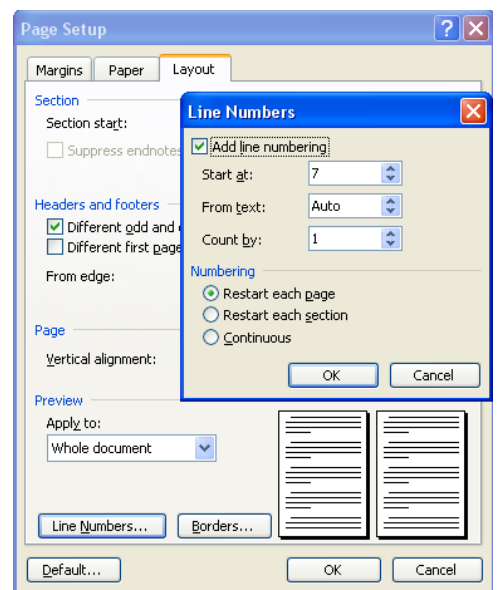 Page Setup
Margins Paper Layout
Section
Section start:
Suppress endnotes
Headers and footers
Different odd and
Different first page
From edge:
Page
Vertical alignment:
Preview
Apply to:
Whole document
Line Numbers... Borders...
Default... OK Cancel
Line Numbers
Add line numbering
Start at: 7
From text: Auto
Count by: 1
Numbering
Restart each page
Restart each section
Continuous
OK Cancel